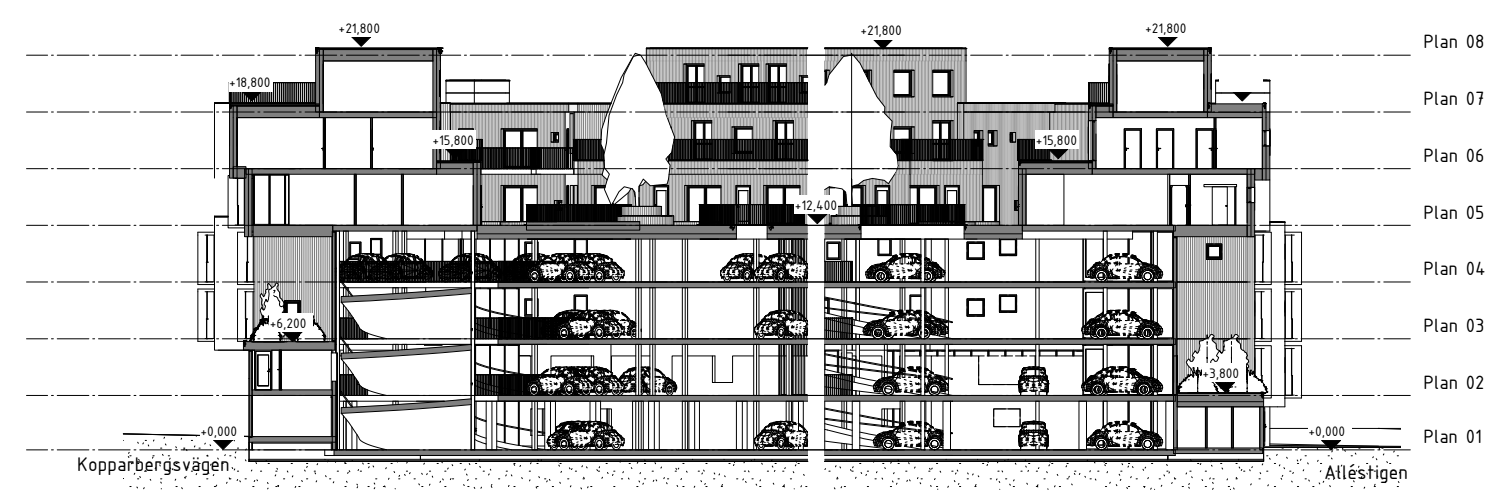 +21,800
+21,800
+21,800
Plan 08
+18,800
Plan 07
+15,800
+15,800
Plan 06
+12,400
Plan 05
Plan 04
+6,200
Plan 03
+3,800
Plan 02
+0,000
+0,000
Plan 01
Kopparbergsvägen
Alléstigen